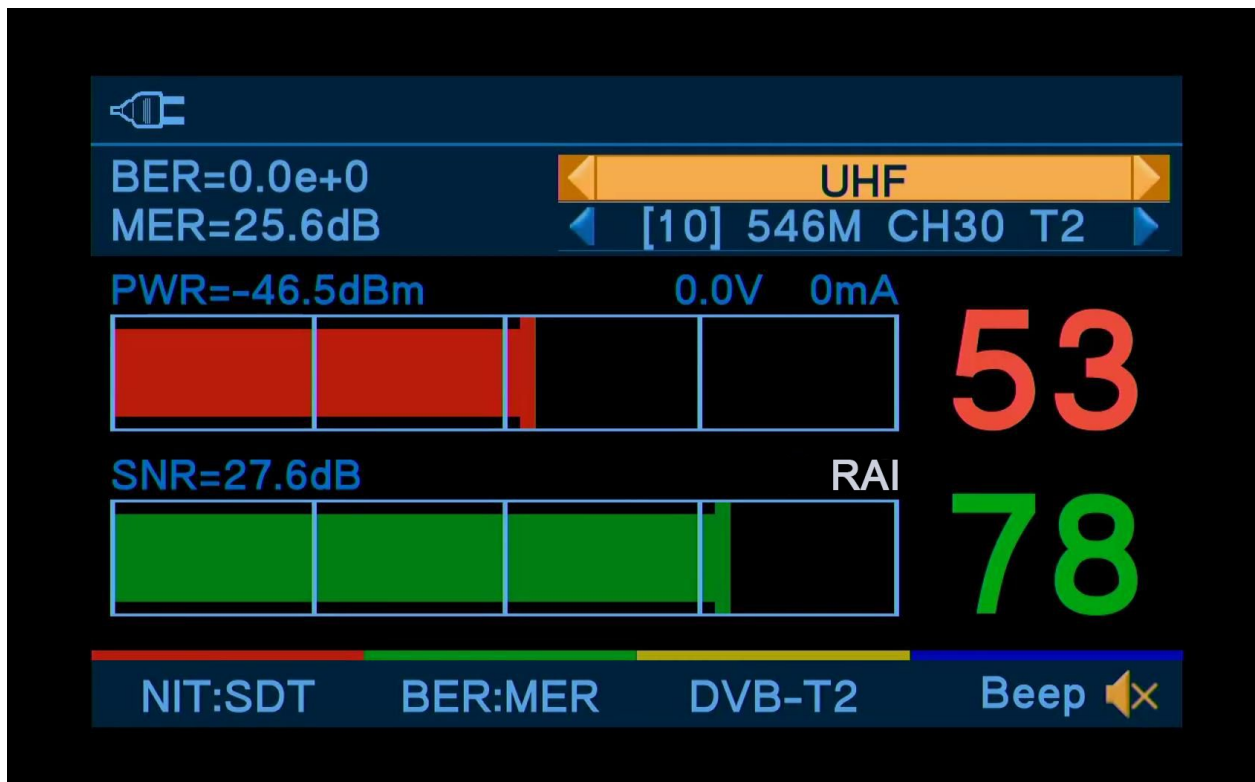 BER=0.0e+0
UHF
MER=25.6dB
[10] 546M CH30 T2
PWR=-46.5dBm 0.0V 0mA
53
SNR=27.6dB RAI
78
NIT:SDT BER:MER DVB-T2 Beep